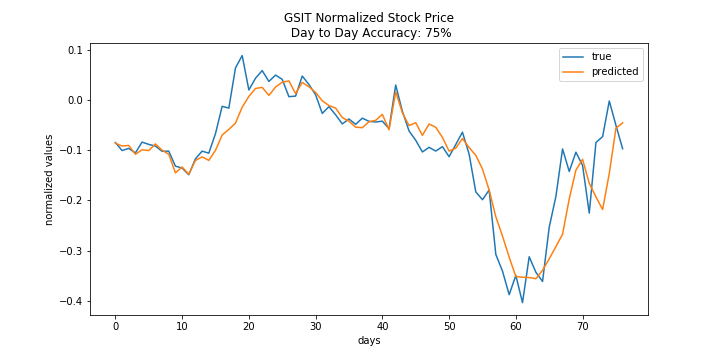 GSIT Normalized Stock Price
Day to Day Accuracy: 75%
true
predicted
normalized values
0.1
0.0
−0.1
−0.2
−0.3
−0.4
0 10 20 30 40 50 60 70
days